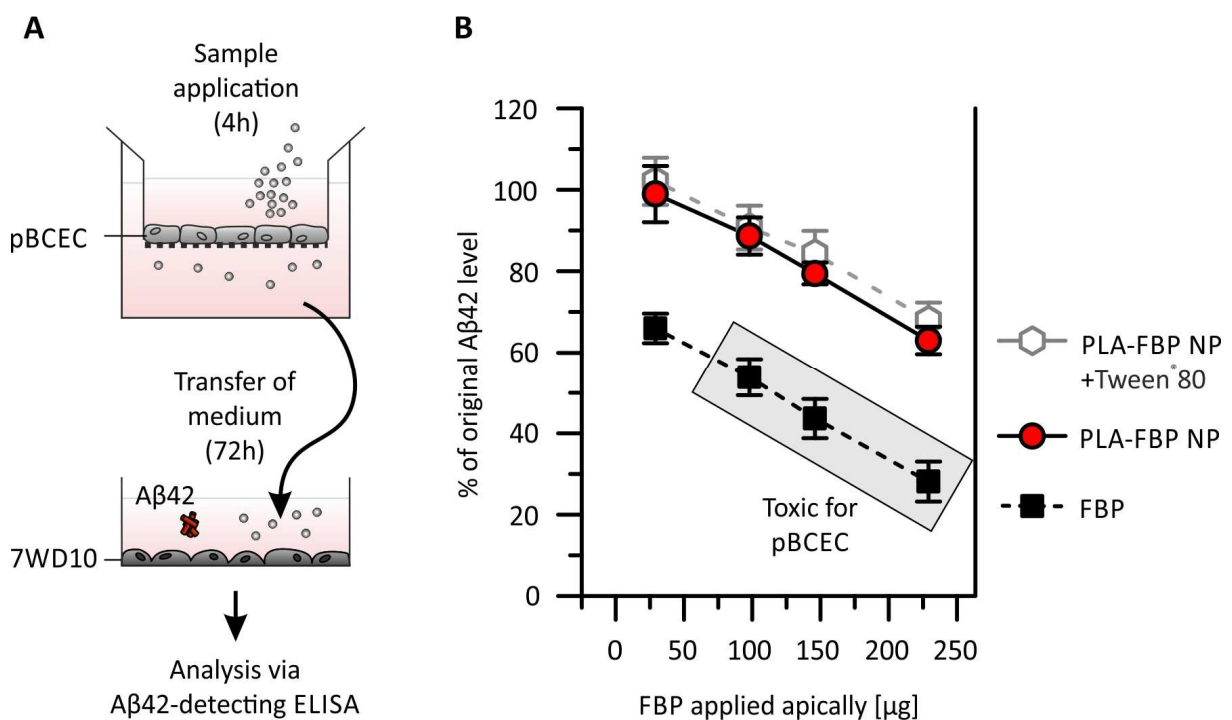 A
Sample
application
(4h)
pBCEC
Transfer of
medium
(72h)
Aβ42
7WD10
Analysis via
Aβ42-detecting ELISA
B
% of original Aβ42 level
120
100
80
60
40
20
0
Toxic for
pBCEC
0 50 100 150 200 250
FBP applied apically [µg]
PLA-FBP NP
+Tween®80
PLA-FBP NP
FBP